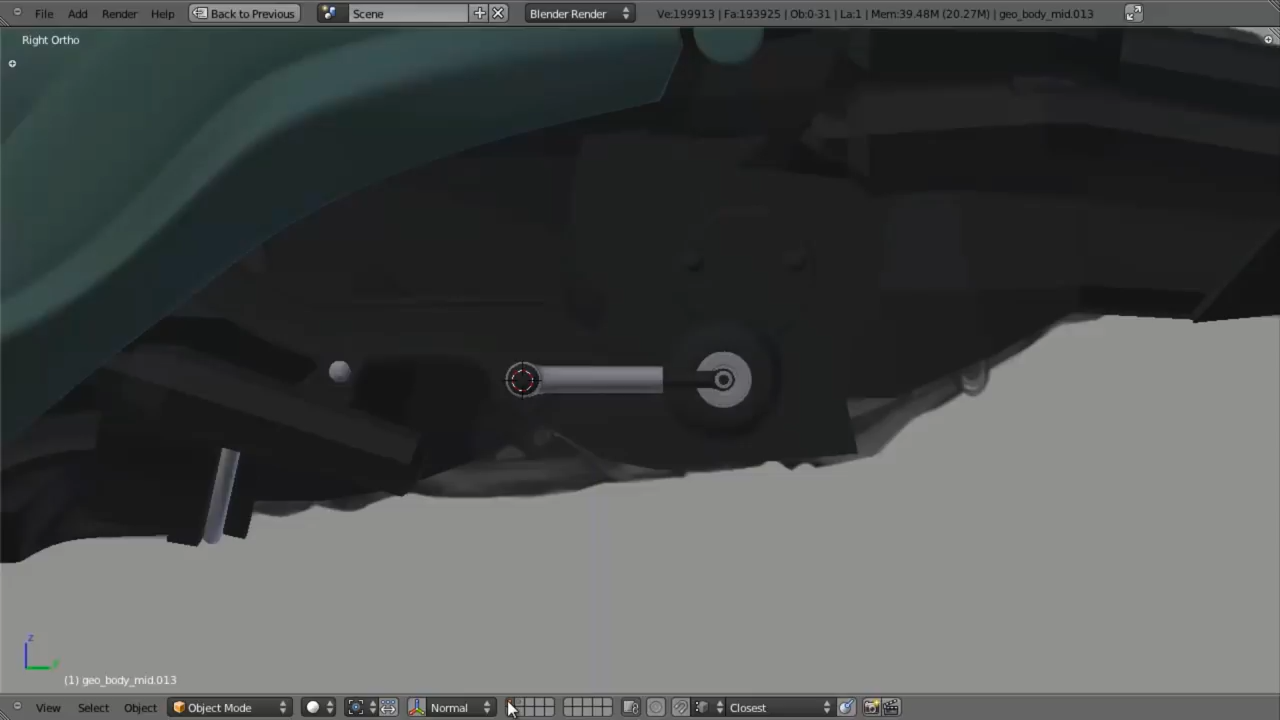 File Add Render Help Back to Previous Scene Blender Render Ve:199913 | Fa:193925 | Ob:0-31 | La:1 | Mem:39.48M (20.27M) | geo_body_mid.013
Right Ortho
z
(1) geo_body_mid.013
View Select Object Object Mode Normal Closest